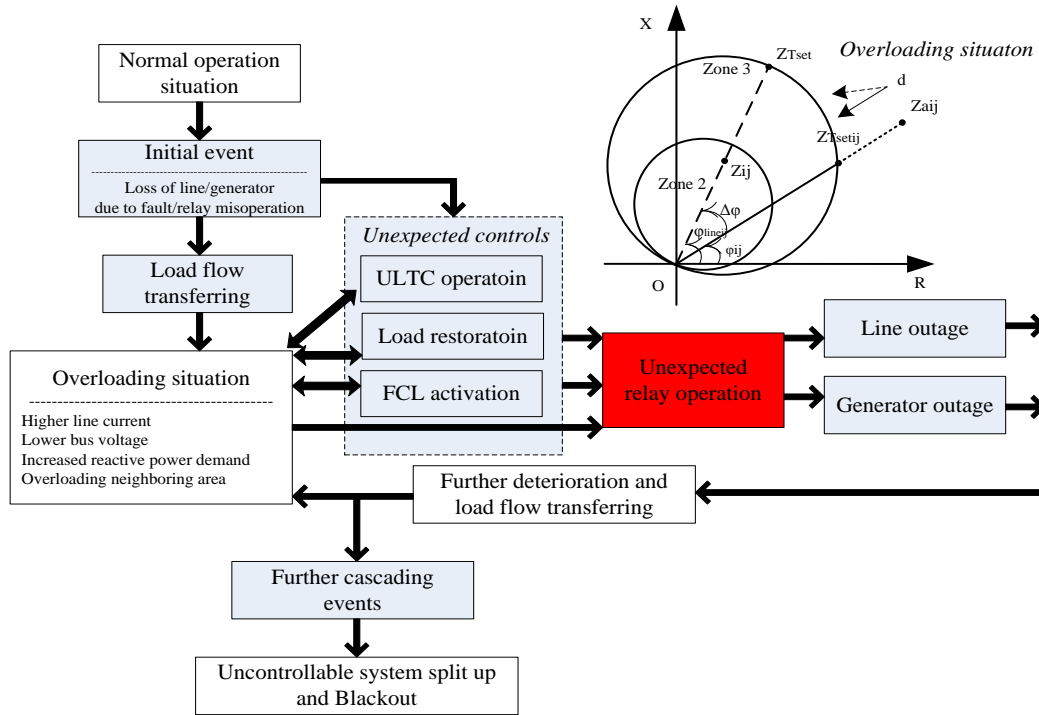 Normal operation
situation
Initial event
Loss of line/generator
due to fault/relay misoperation
Load flow
transferring
Overloading situation
Higher line current
Lower bus voltage
Increased reactive power demand
Overloading neighboring area
Unexpected controls
ULTC operatoin
Load restoratoin
FCL activation
Unexpected
relay operation
Line outage
Generator outage
Further deterioration and
load flow transferring
Further cascading
events
Uncontrollable system split up
and Blackout
X
ZTset
Overloading situaton
Zone 3
d
Zaij
ZTsetij
Zij
Zone 2
Δφ
φlineij
φij
O
R